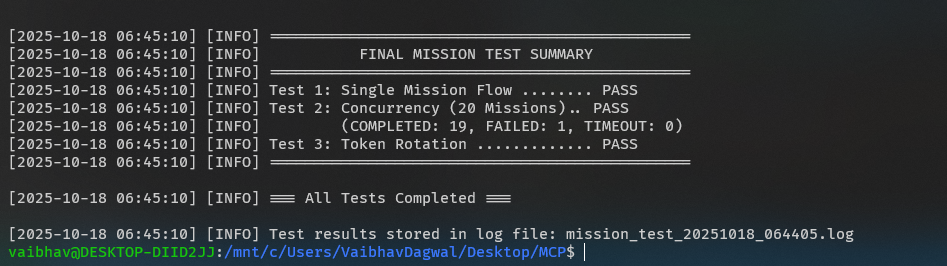 [2025-10-18 06:45:10] [INFO] ===============================================
[2025-10-18 06:45:10] [INFO]           FINAL MISSION TEST SUMMARY
[2025-10-18 06:45:10] [INFO] ===============================================
[2025-10-18 06:45:10] [INFO] Test 1: Single Mission Flow ........ PASS
[2025-10-18 06:45:10] [INFO] Test 2: Concurrency (20 Missions).. PASS
[2025-10-18 06:45:10] [INFO]         (COMPLETED: 19, FAILED: 1, TIMEOUT: 0)
[2025-10-18 06:45:10] [INFO] Test 3: Token Rotation ............. PASS
[2025-10-18 06:45:10] [INFO] ===============================================
[2025-10-18 06:45:10] [INFO] === All Tests Completed ===
[2025-10-18 06:45:10] [INFO] Test results stored in log file: mission_test_20251018_064405.log
vaibhav@DESKTOP-DIID2JJ:/mnt/c/Users/VaibhavDagwal/Desktop/MCP$